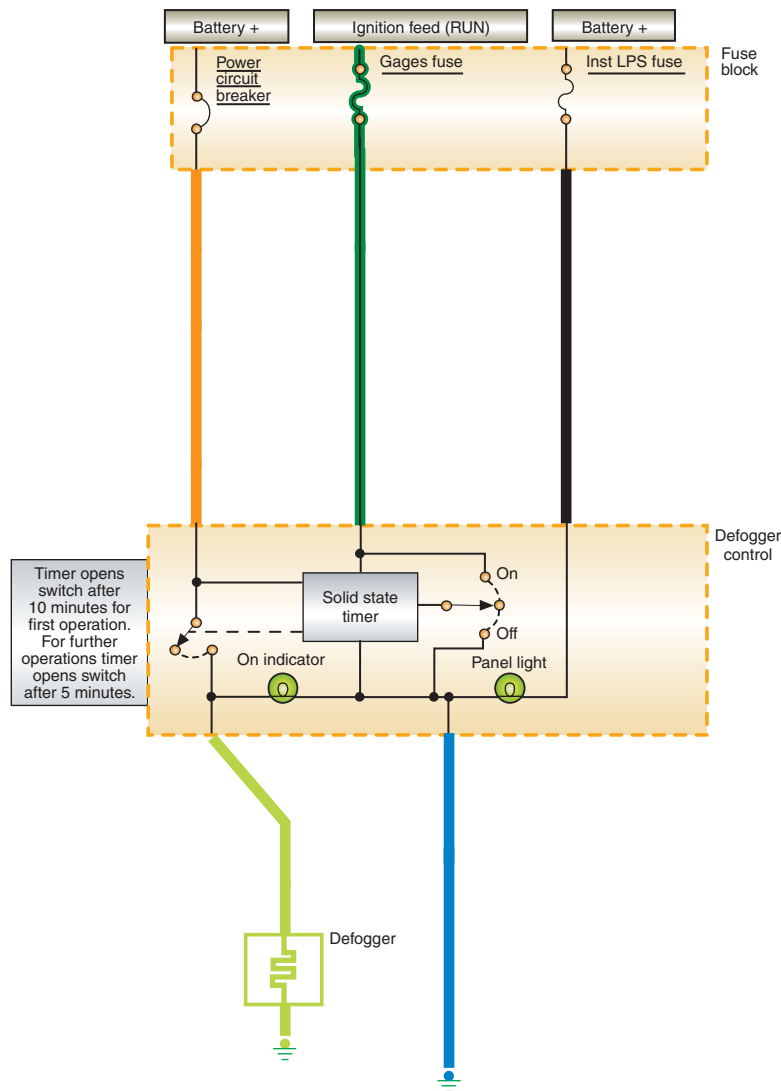 Battery +
Ignition feed (RUN)
Battery +
Power
circuit
breaker
Gages fuse
Inst LPS fuse
Fuse
block
Defogger
control
Timer opens
switch after
10 minutes for
first operation.
For further
operations timer
opens switch
after 5 minutes.
Solid state
timer
On
Off
On indicator
Panel light
Defogger